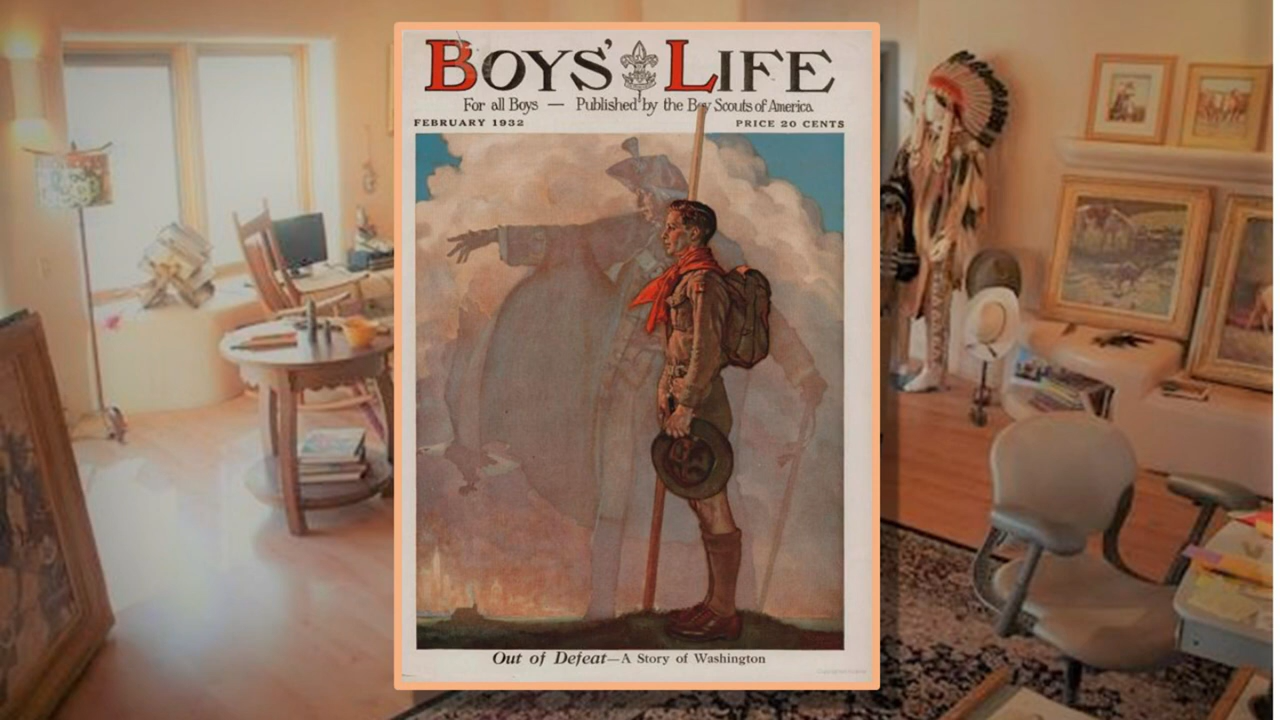 BOYS' LIFE
For all Boys — Published by the Boy Scouts of America.
FEBRUARY 1932 PRICE 20 CENTS
Out of Defeat—A Story of Washington